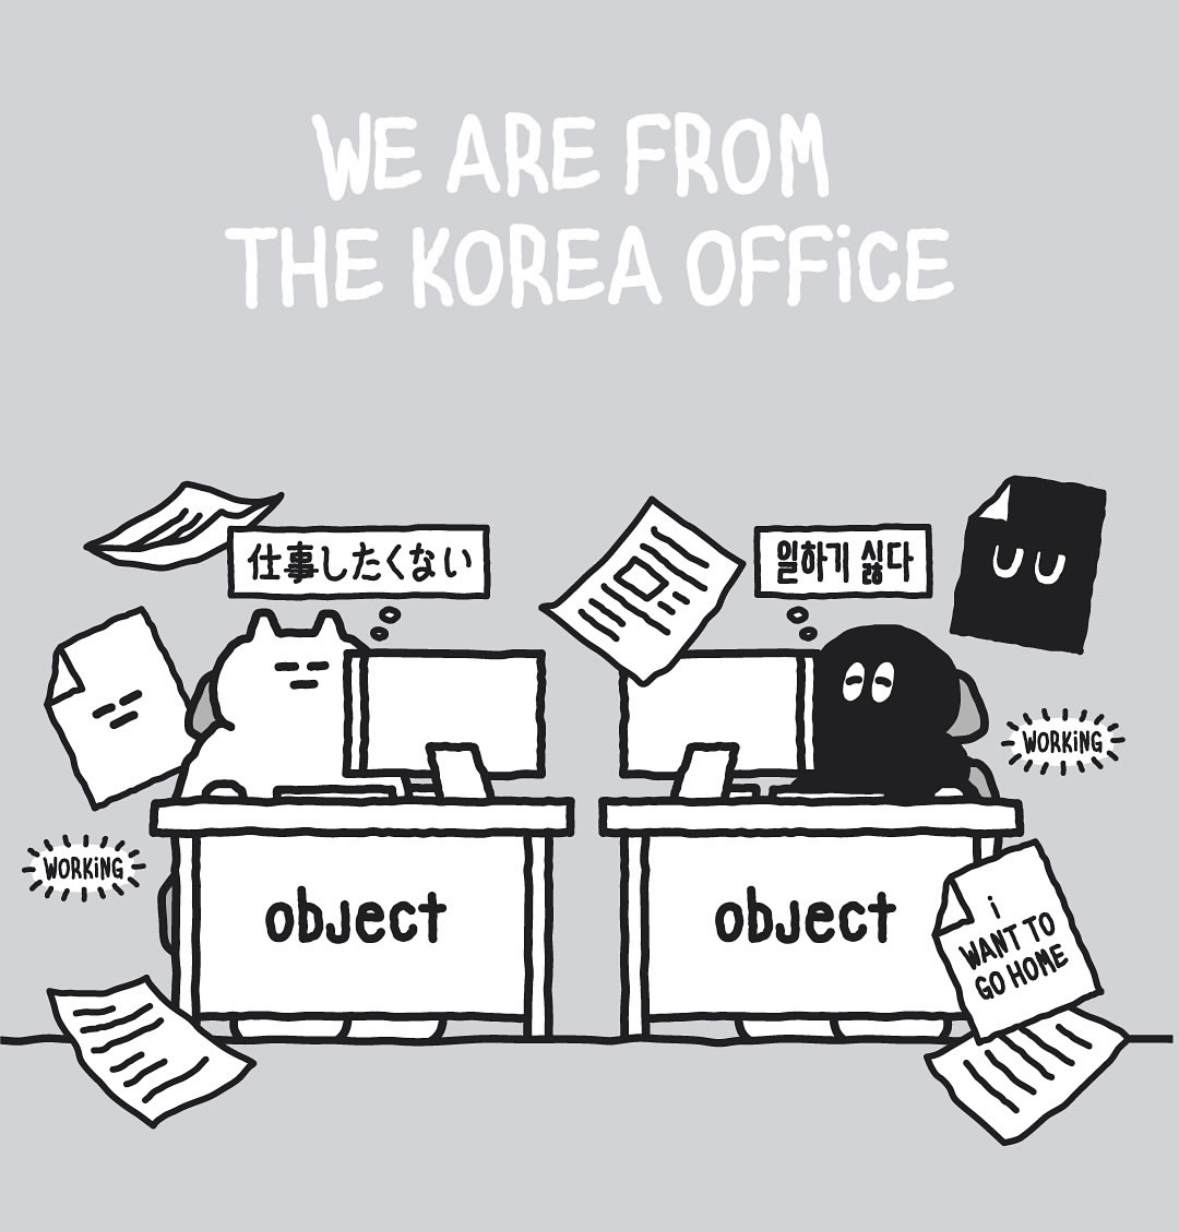 WE ARE FROM
THE KOREA OFFiCE
仕事したくない
일하기 싫다
WORKiNG
WORKiNG
object
object
i
WANT TO
GO HOME